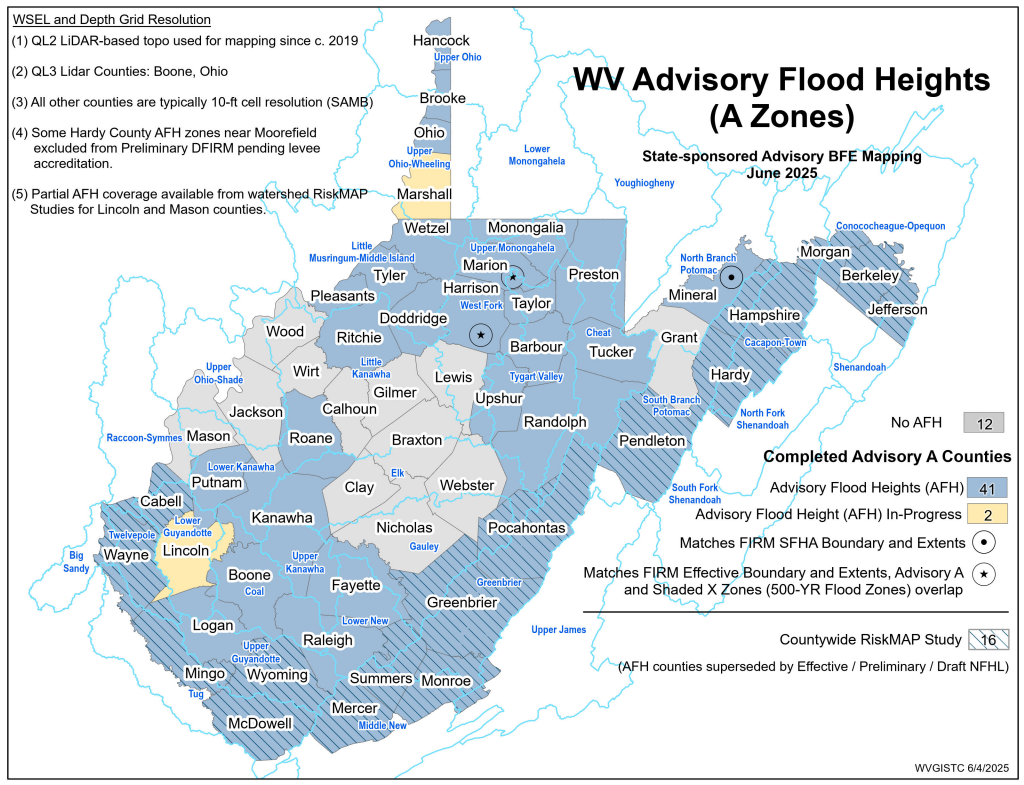 WSEL and Depth Grid Resolution
(1) QL2 LiDAR-based topo used for mapping since c. 2019
(2) QL3 Lidar Counties: Boone, Ohio
(3) All other counties are typically 10-ft cell resolution (SAMB)
(4) Some Hardy County AFH zones near Moorefield
excluded from Preliminary DFIRM pending levee
accreditation.
(5) Partial AFH coverage available from watershed RiskMAP
Studies for Lincoln and Mason counties.
WV Advisory Flood Heights
(A Zones)
State-sponsored Advisory BFE Mapping
June 2025
Hancock
Upper Ohio
Brooke
Ohio
Upper
Ohio-Wheeling
Marshall
Lower
Monongahela
Youghiogheny
Wetzel
Monongalia
Conococheague-Opequon
Little
Musringum-Middle Island
Upper Monongahela
Marion
Tyler
Preston
North Branch
Potomac
Morgan
Berkeley
Harrison
Pleasants
West Fork
Taylor
Mineral
Jefferson
Doddridge
Hampshire
Wood
Ritchie
Barbour
Cheat
Tucker
Grant
Cacapon-Town
Upper
Ohio-Shade
Wirt
Little
Kanawha
Lewis
Tygart Valley
Hardy
Shenandoah
Gilmer
Upshur
Jackson
Calhoun
South Branch
Potomac
North Fork
Shenandoah
Randolph
Raccoon-Symmes
Mason
Roane
Braxton
Pendleton
Lower Kanawha
Putnam
Elk
Clay
Webster
South Fork
Shenandoah
Cabell
Kanawha
Lower
Guyandotte
Nicholas
Pocahontas
Twelvepole
Wayne
Lincoln
Gauley
Big
Sandy
Upper
Kanawha
Boone
Coal
Fayette
Greenbrier
Greenbrier
Logan
Lower New
Raleigh
Upper James
Upper
Guyandotte
Mingo
Wyoming
Summers
Monroe
Tug
Mercer
McDowell
Middle New
No AFH
12
Completed Advisory A Counties
Advisory Flood Heights (AFH)
41
Advisory Flood Height (AFH) In-Progress
2
Matches FIRM SFHA Boundary and Extents
Matches FIRM Effective Boundary and Extents, Advisory A
and Shaded X Zones (500-YR Flood Zones) overlap
Countywide RiskMAP Study
16
(AFH counties superseded by Effective / Preliminary / Draft NFHL)
WVGISTC 6/4/2025